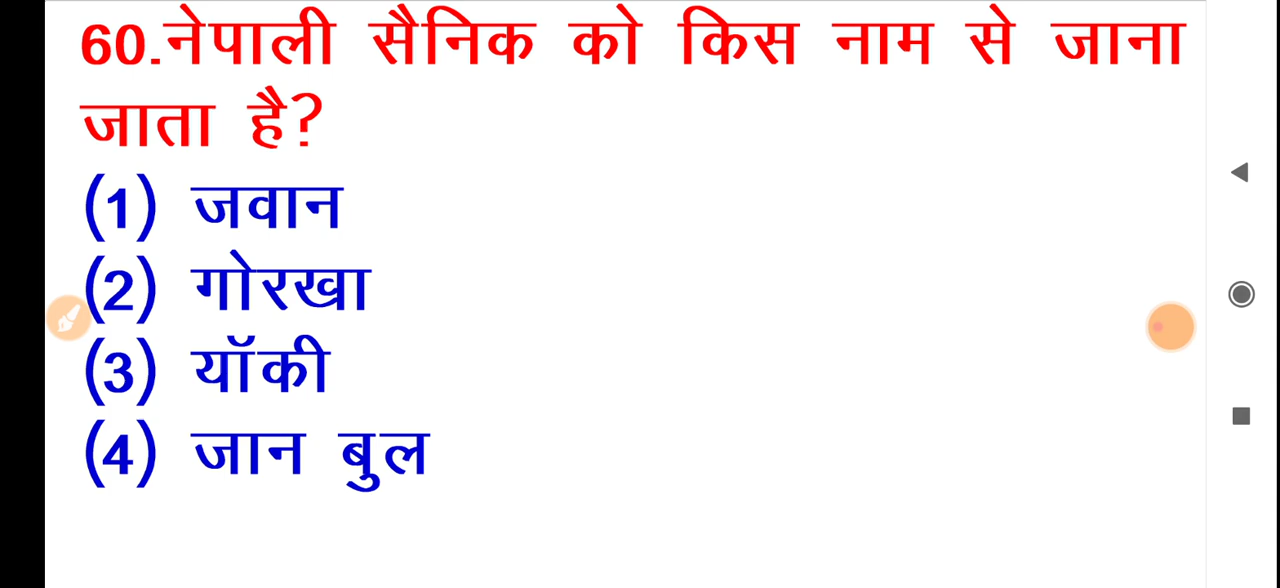 60.नेपाली सैनिक को किस नाम से जाना
जाता है?
(1) जवान
(2) गोरखा
(3) यॉकी
(4) जान बुल